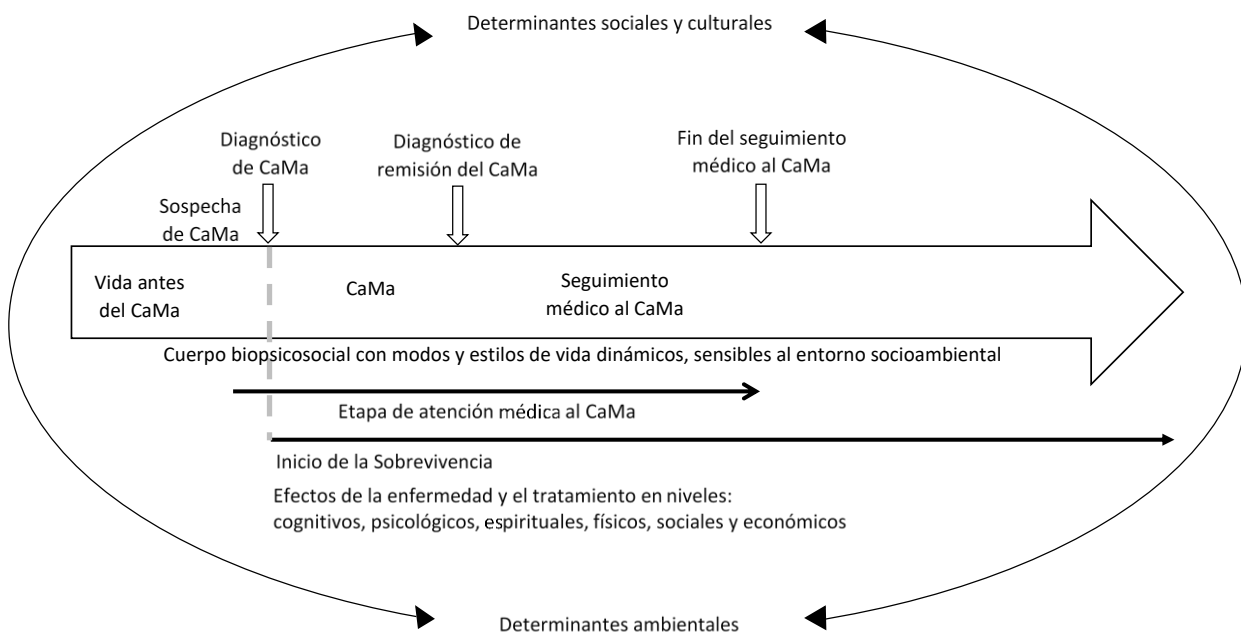 Determinantes sociales y culturales
Diagnóstico
de CaMa
Diagnóstico de
remisión del CaMa
Fin del seguimiento
médico al CaMa
Sospecha
de CaMa
Vida antes
del CaMa
CaMa
Seguimiento
médico al CaMa
Cuerpo biopsicosocial con modos y estilos de vida dinámicos, sensibles al entorno socioambiental
Etapa de atención médica al CaMa
Inicio de la Sobrevivencia
Efectos de la enfermedad y el tratamiento en niveles:
cognitivos, psicológicos, espirituales, físicos, sociales y económicos
Determinantes ambientales